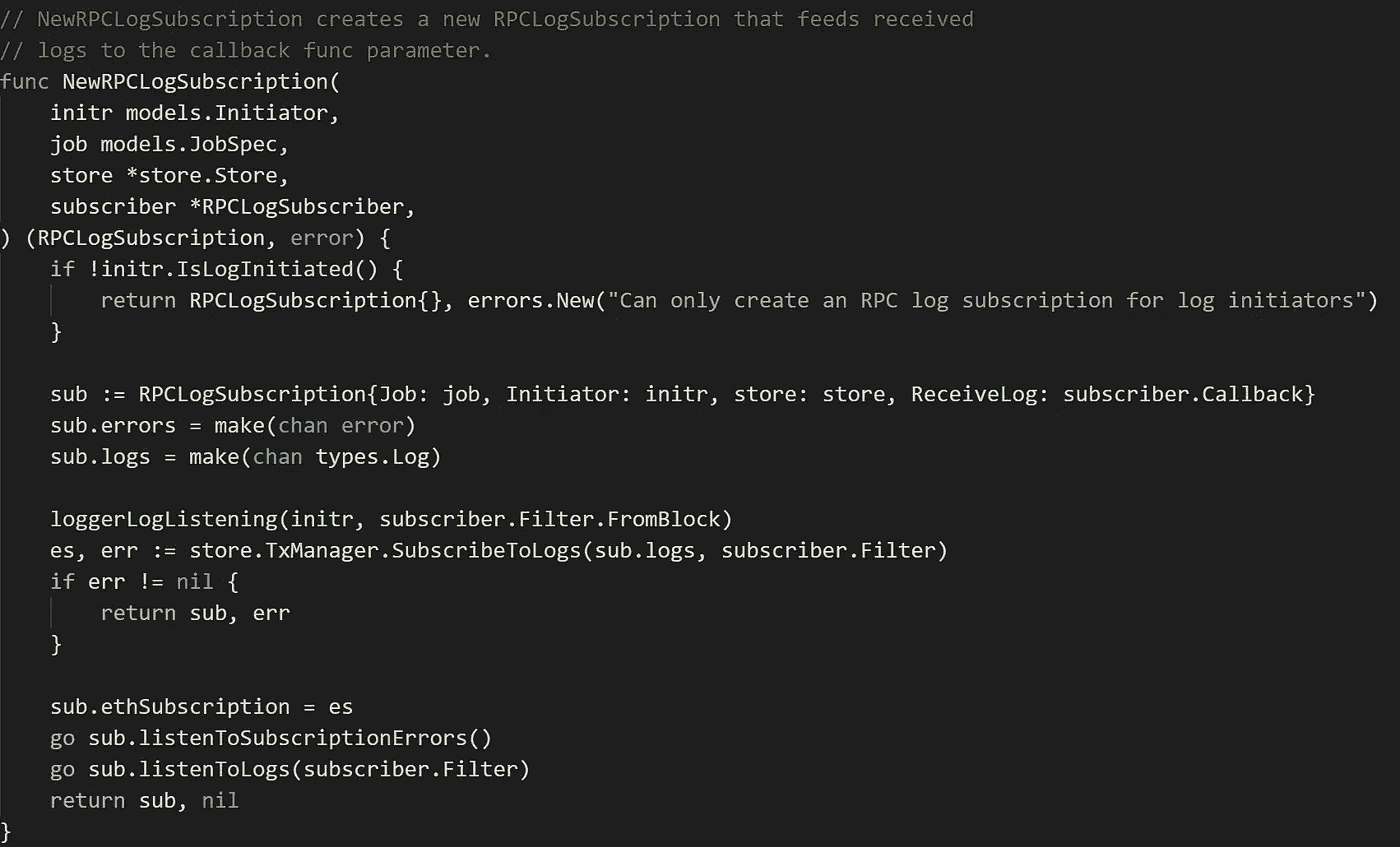 // NewRPCLogSubscription creates a new RPCLogSubscription that feeds received
// logs to the callback func parameter.
func NewRPCLogSubscription(
    initr models.Initiator,
    job models.JobSpec,
    store *store.Store,
    subscriber *RPCLogSubscriber,
) (RPCLogSubscription, error) {
    if !initr.IsLogInitiated() {
        return RPCLogSubscription{}, errors.New("Can only create an RPC log subscription for log initiators")
    }

    sub := RPCLogSubscription{Job: job, Initiator: initr, store: store, ReceiveLog: subscriber.Callback}
    sub.errors = make(chan error)
    sub.logs = make(chan types.Log)

    loggerLogListening(initr, subscriber.Filter.FromBlock)
    es, err := store.TxManager.SubscribeToLogs(sub.logs, subscriber.Filter)
    if err != nil {
        return sub, err
    }

    sub.ethSubscription = es
    go sub.listenToSubscriptionErrors()
    go sub.listenToLogs(subscriber.Filter)
    return sub, nil
}